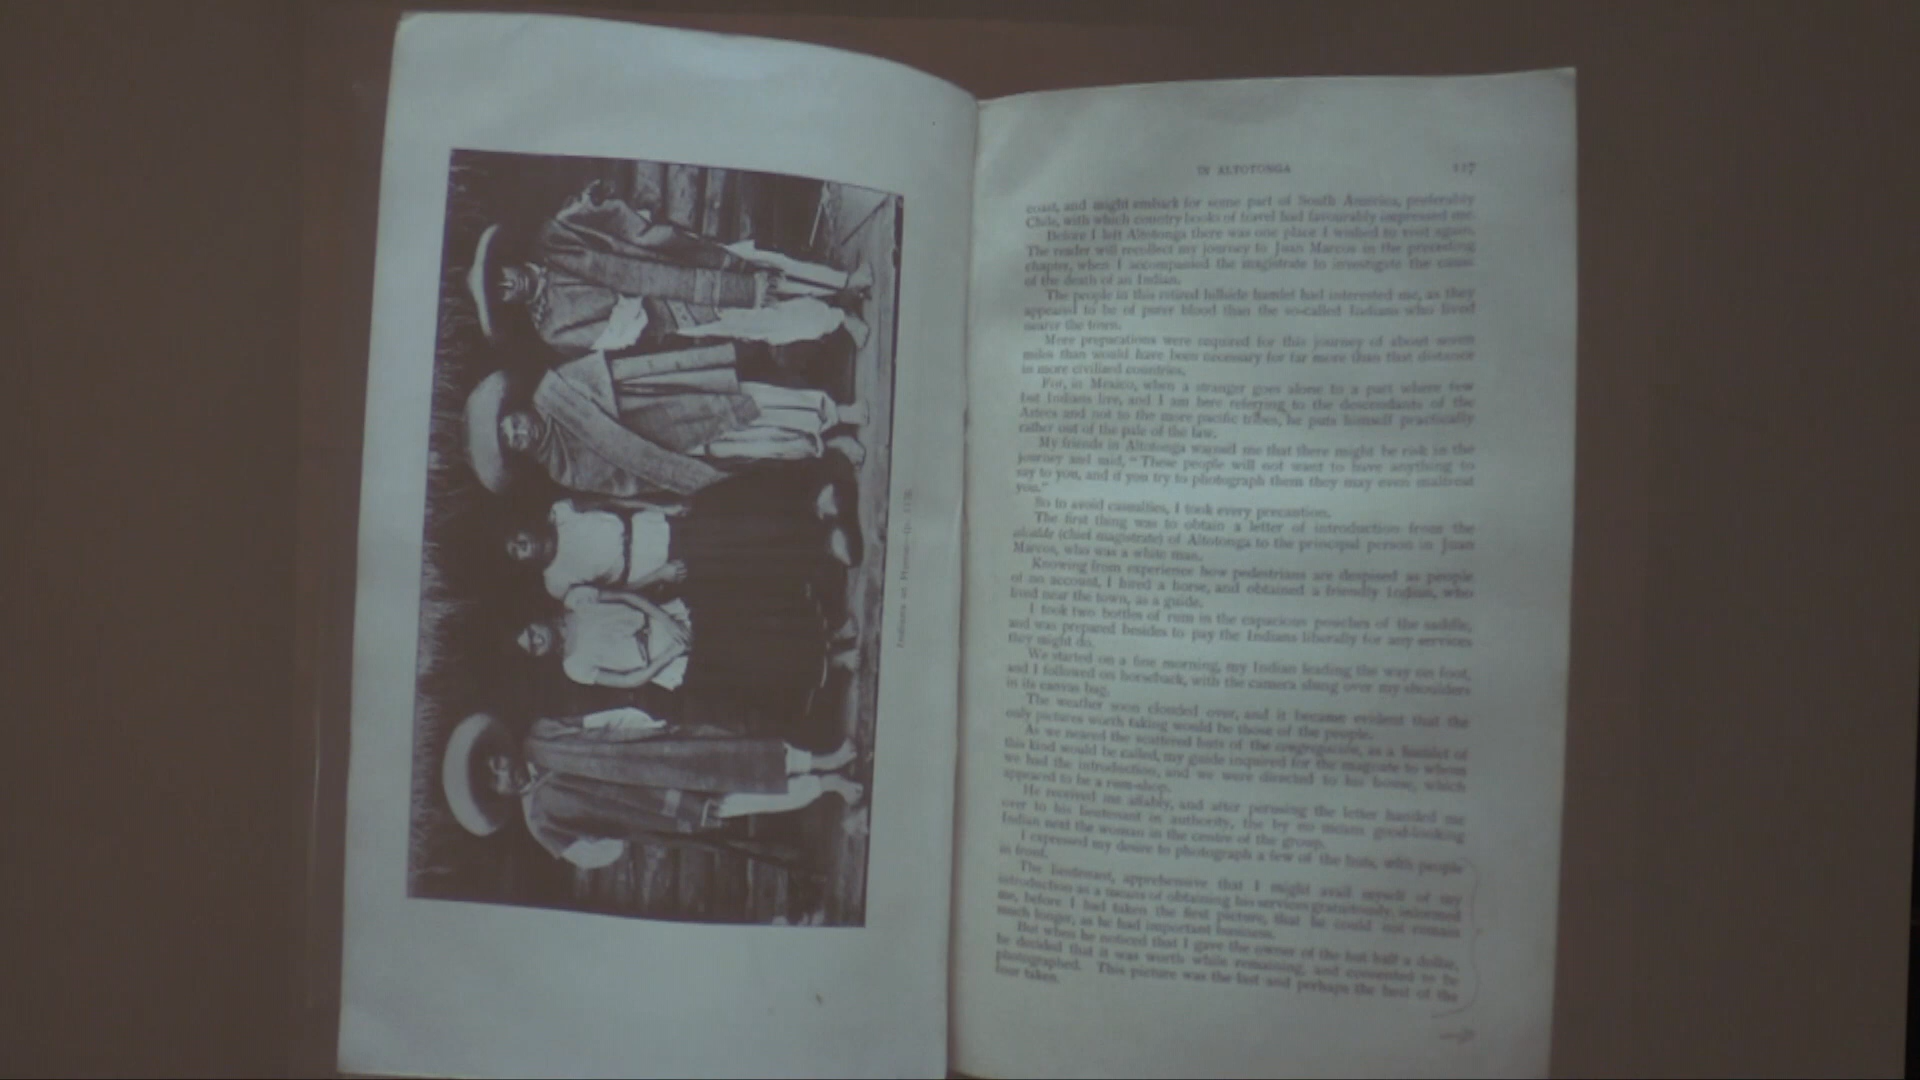 IN ALTOTONGA 127
coast, and might embark for some part of South America, preferably
Chile, with which country books of travel had favourably impressed me.
Before I left Altotonga there was one place I wished to visit again.
The reader will recollect my journey to Juan Marcos in the preceding
chapter, when I accompanied the magistrate to investigate the cause
of the death of an Indian.
The people in this retired hillside hamlet had interested me, as they
appeared to be of purer blood than the so-called Indians who lived
nearer the town.
More preparations were required for this journey of about seven
miles than would have been necessary for far more than that distance
in more civilized countries.
For, in Mexico, when a stranger goes alone to a part where few
but Indians live, and I am here referring to the descendants of the
Aztecs and not to the more pacific tribes, he puts himself practically
rather out of the pale of the law.
My friends in Altotonga warned me that there might be risk in the
journey and said, "These people will not want to have anything to
say to you, and if you try to photograph them they may even maltreat
you."
So to avoid casualties, I took every precaution.
The first thing was to obtain a letter of introduction from the
alcalde (chief magistrate) of Altotonga to the principal person in Juan
Marcos, who was a white man.
Knowing from experience how pedestrians are despised as people
of no account, I hired a horse, and obtained a friendly Indian, who
lived near the town, as a guide.
I took two bottles of rum in the capacious pouches of the saddle,
and was prepared besides to pay the Indians liberally for any services
they might do.
We started on a fine morning, my Indian leading the way on foot,
and I followed on horseback, with the camera slung over my shoulders
in its canvas bag.
The weather soon clouded over, and it became evident that the
only pictures worth taking would be those of the people.
As we neared the scattered huts of the congregación, as a hamlet of
this kind would be called, my guide inquired for the magnate to whom
we had the introduction, and we were directed to his house, which
appeared to be a rum-shop.
He received me affably, and after perusing the letter handed me
over to his lieutenant in authority, the by no means good-looking
Indian next the woman in the centre of the group.
I expressed my desire to photograph a few of the huts, with people
in front.
The lieutenant, apprehensive that I might avail myself of my
introduction as a means of obtaining his services gratuitously, informed
me, before I had taken the first picture, that he could not remain
much longer, as he had important business.
But when he noticed that I gave the owner of the hut half a dollar,
he decided that it was worth while remaining, and consented to be
photographed. This picture was the last and perhaps the best of the
four taken.